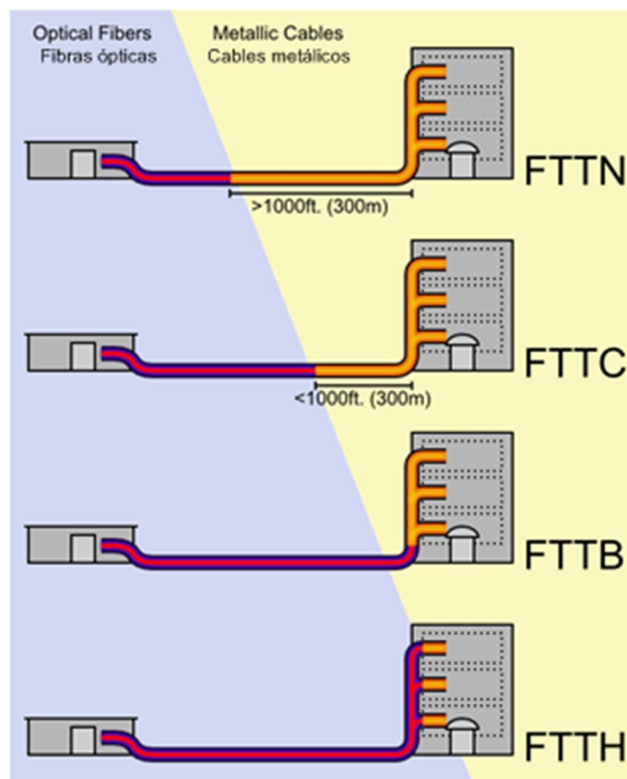 Optical Fibers
Fibras ópticas
Metallic Cables
Cables metálicos
FTTN
>1000ft. (300m)
FTTC
<1000ft. (300m)
FTTB
FTTH